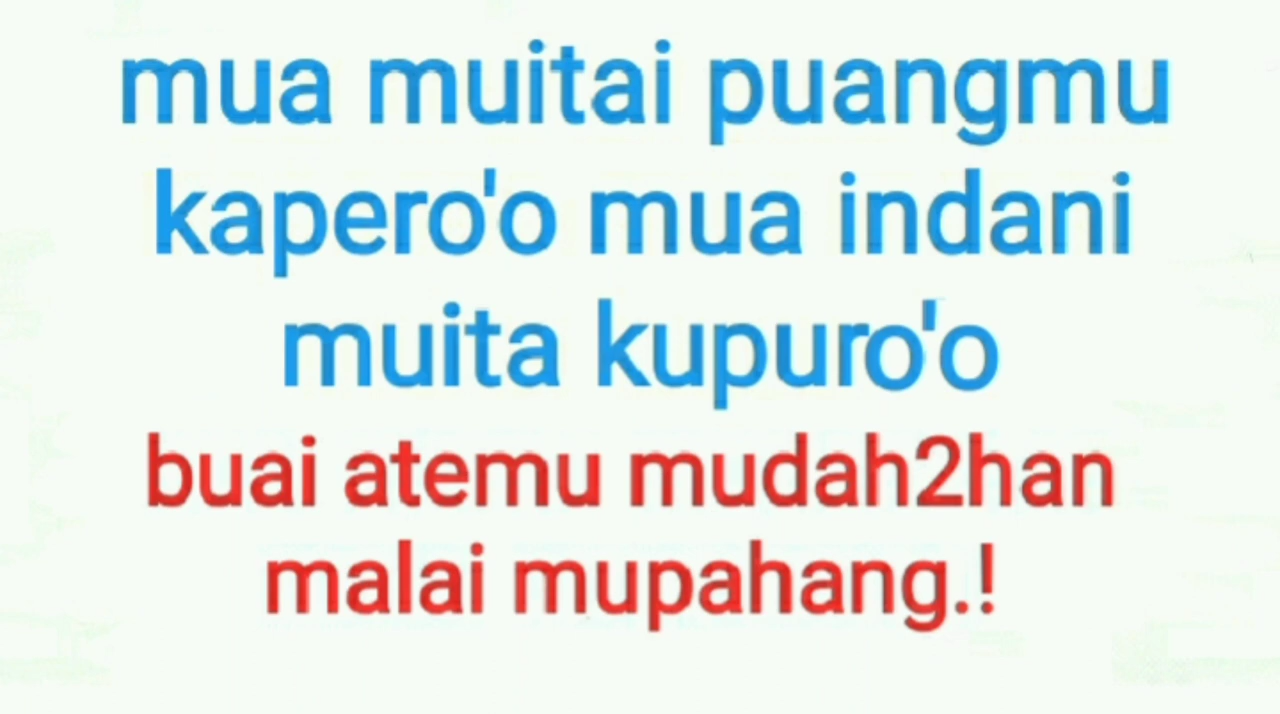 mua muitai puangmu
kapero'o mua indani
muita kupuro'o
buai atemu mudah2han
malai mupahang.!